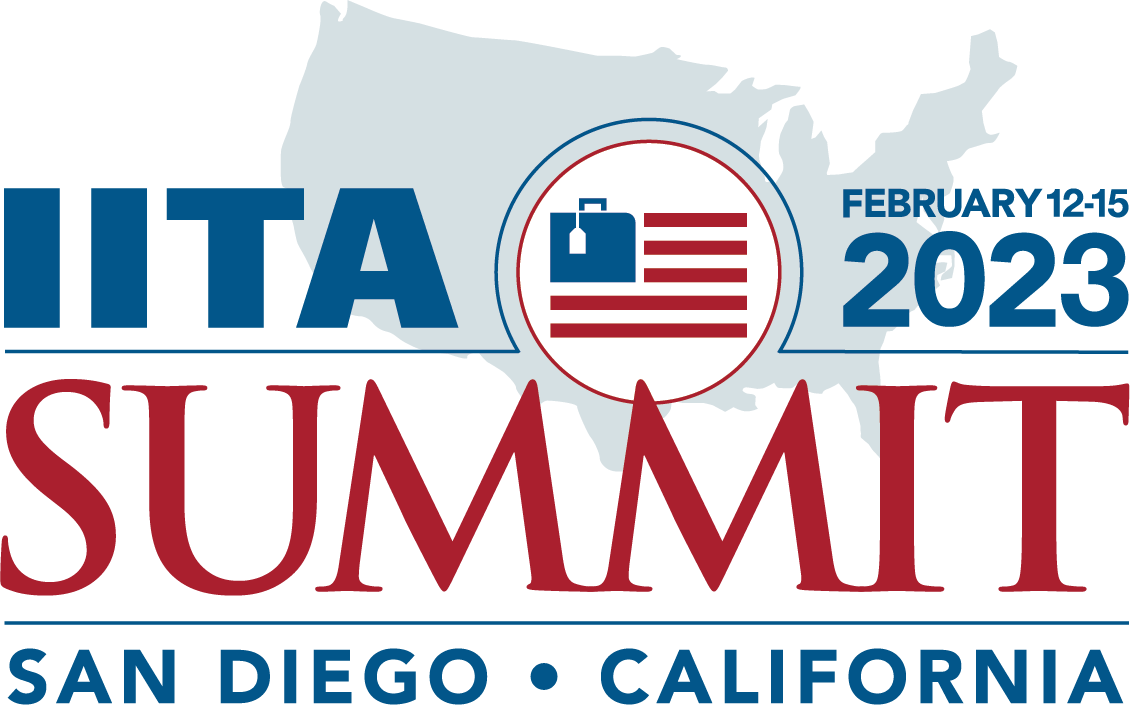 IITA
FEBRUARY 12-15
2023
SUMMIT
SAN DIEGO • CALIFORNIA